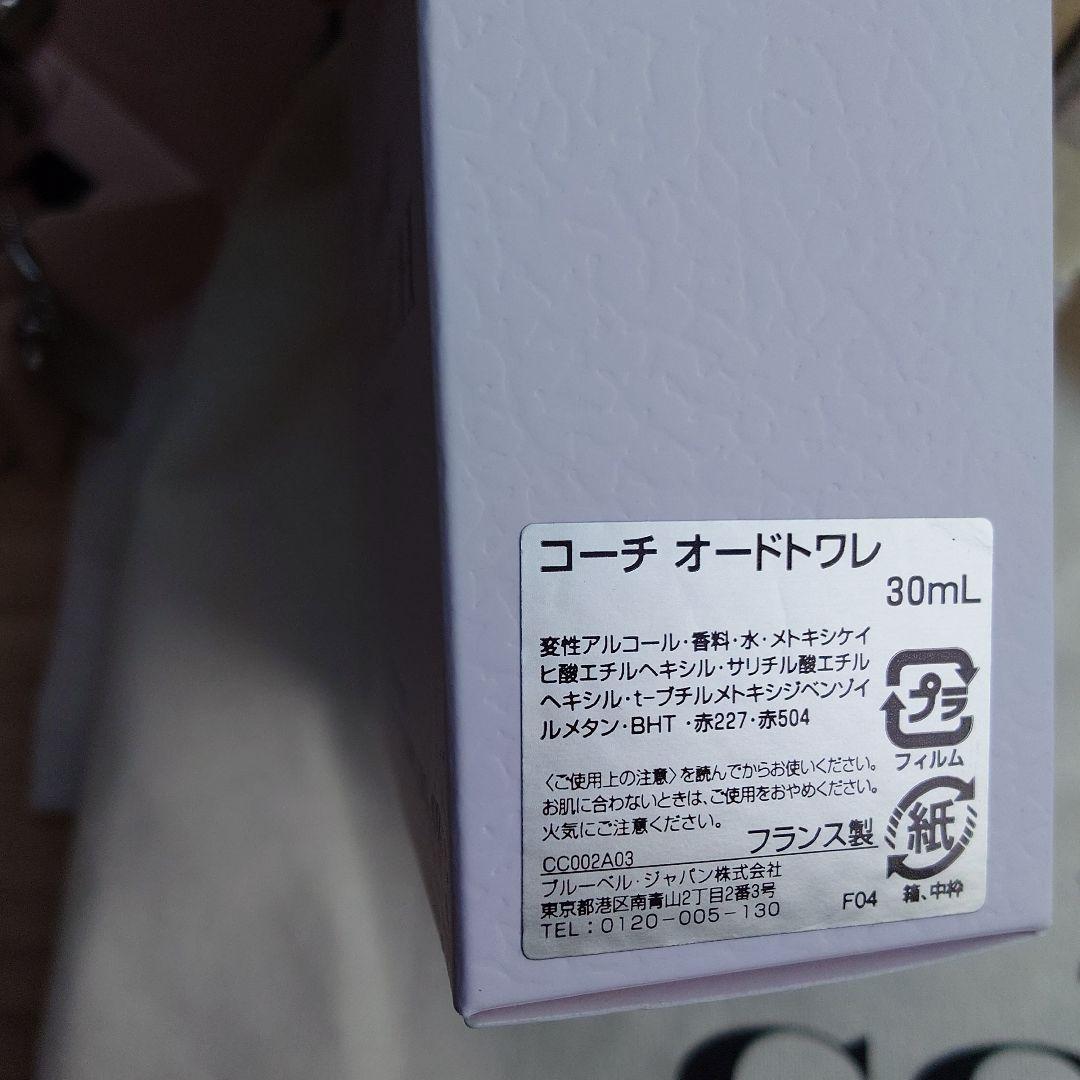 コーチ オードトワレ
30mL
変性アルコール・香料・水・メトキシケイ
ヒ酸エチルヘキシル・サリチル酸エチル
ヘキシル・t-ブチルメトキシジベンゾイ
ルメタン・BHT・赤227・赤504
プラ
フィルム
〈ご使用上の注意〉を読んでからお使いください。
お肌に合わないときは、ご使用をおやめください。
火気にご注意ください。
フランス製
紙
箱、中枠
CC002A03
ブルーベル・ジャパン株式会社
東京都港区南青山2丁目2番3号
F04
TEL：0120-005-130